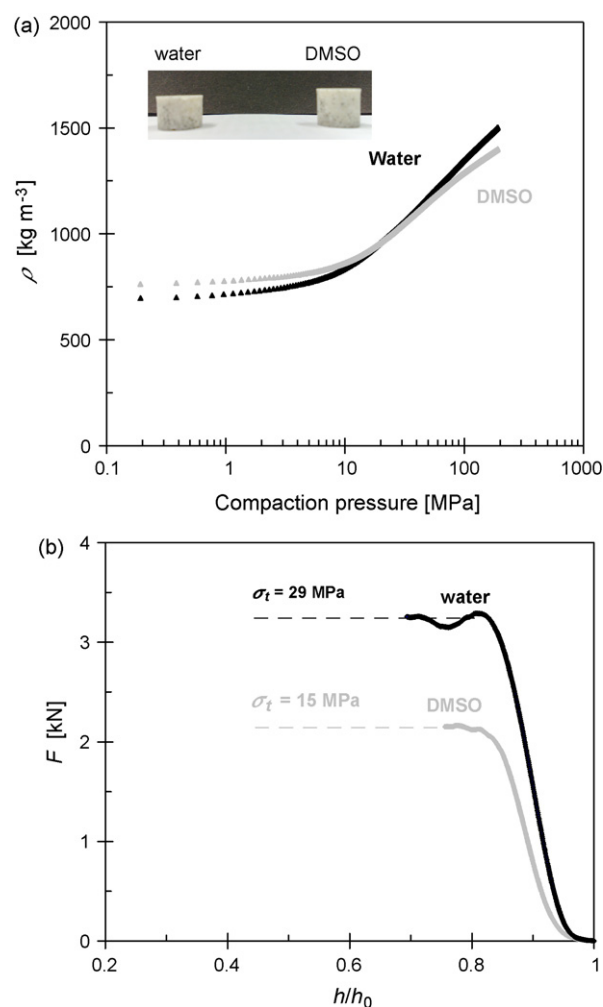 (a)
2000
1500
1000
500
0
ρ [kg m-3]
water DMSO
Water
DMSO
0.1 1 10 100 1000
Compaction pressure [MPa]
(b)
4
3
2
1
0
F [kN]
σt = 29 MPa
water
σt = 15 MPa
DMSO
0.2 0.4 0.6 0.8 1
h/h0